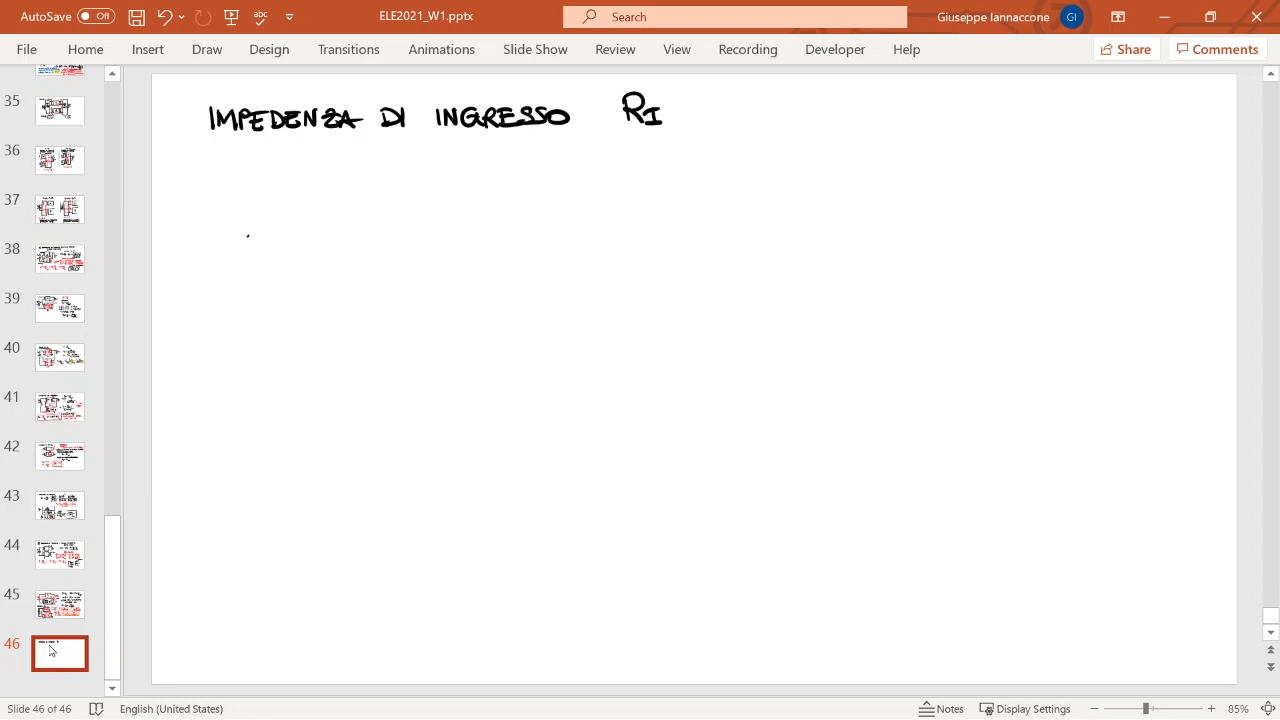 AutoSave Off
ELE2021_W1.pptx
Search
Giuseppe Iannaccone GI
File Home Insert Draw Design Slide Show Transitions Animations Review View Recording Developer Help
Share Comments
IMPEDENZA DI INGRESSO RI
35
36
37
38
39
40
41
42
43
44
45
46
Slide 46 of 46 English (United States) Notes Display Settings 85%